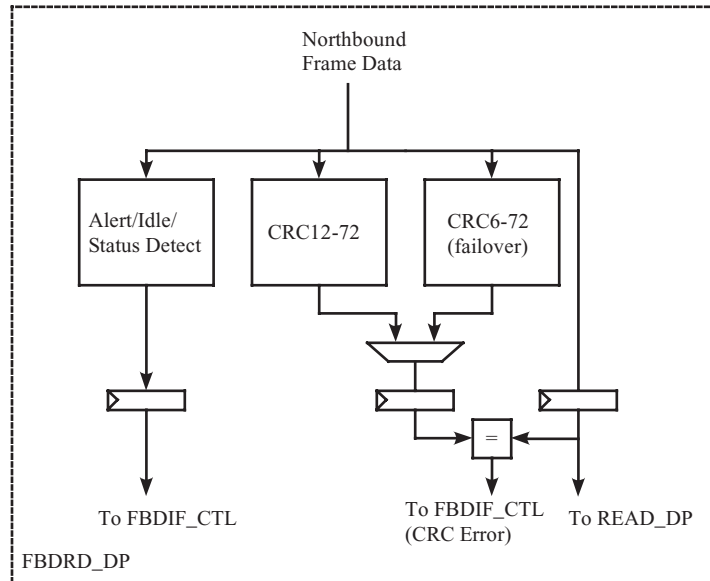 Northbound
Frame Data
Alert/Idle/
Status Detect
CRC12-72
CRC6-72
(failover)
=
To FBDIF_CTL
To FBDIF_CTL
(CRC Error)
To READ_DP
FBDRD_DP